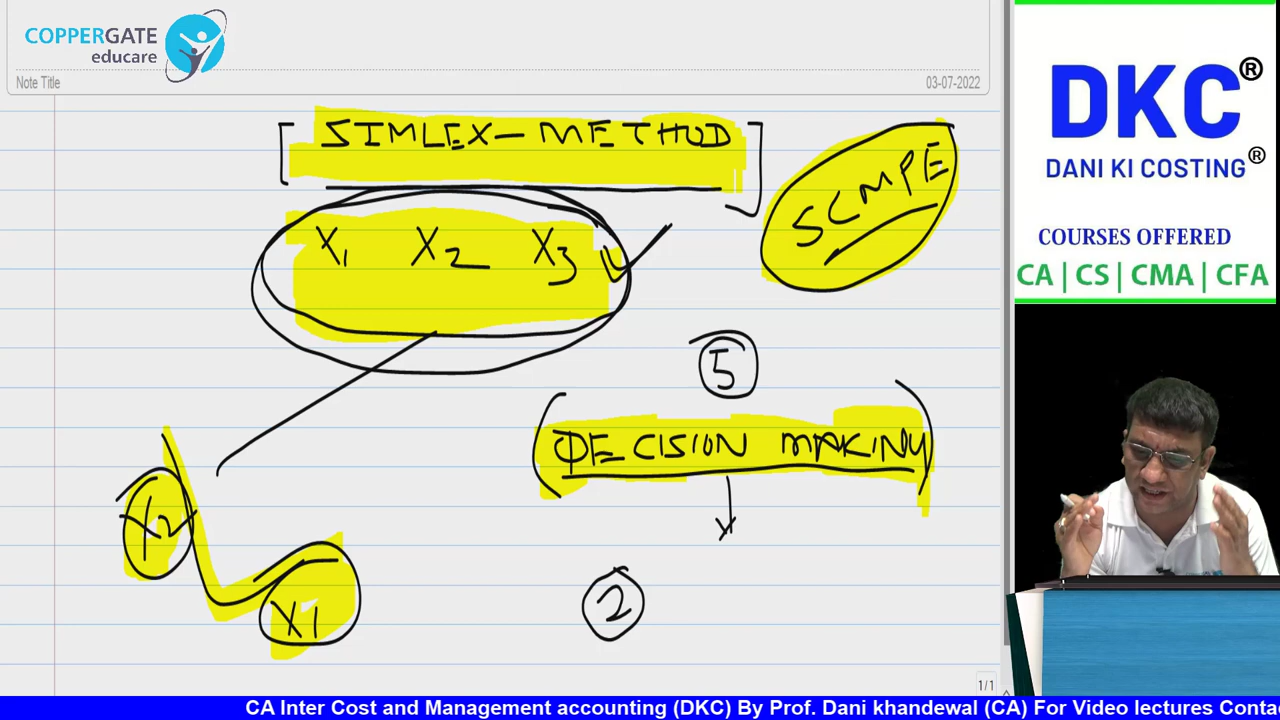 COPPERGATE
educare
Note Title
03-07-2022
[SIMLEX-METHOD]
SCMPE
X1 X2 X3
5
(DECISION MAKING)
X2
X1
2
1/1
DKC®
DANI KI COSTING®
COURSES OFFERED
CA | CS | CMA | CFA
CA Inter Cost and Management accounting (DKC) By Prof. Dani khandewal (CA) For Video lectures Conta